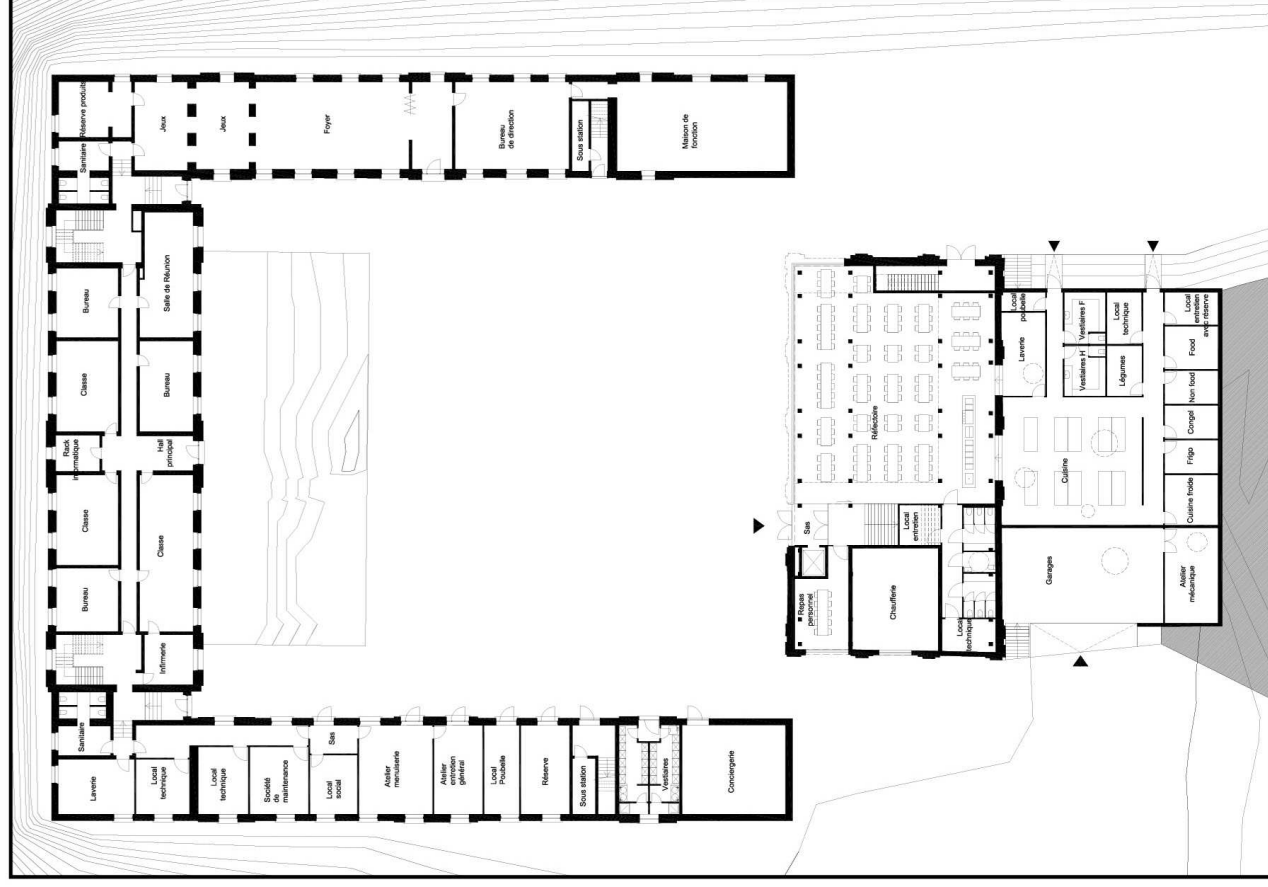 Réserve produits
Sanitaire
Jeux
Jeux
Foyer
Bureau
de direction
Sous station
Maison de
fonction
Bureau
Salle de Réunion
Classe
Bureau
Rack
informatique
Hall
principal
Classe
Classe
Bureau
Infirmerie
Sanitaire
Laverie
Local
technique
Local
technique
Société
de
maintenance
Sas
Local
social
Atelier
menuiserie
Atelier
entretien
général
Local
Poubelle
Réserve
Sous station
Vestiaires
Conciergerie
Réfectoire
Sas
Local
entretien
Repas
personnel
Chaufferie
Local
technique
Local
poubelle
Laverie
Vestiaires F
Vestiaires H
Local
technique
Légumes
Local
entretien
avec réserve
Food
Non food
Congel
Frigo
Cuisine froide
Cuisine
Garages
Atelier
mécanique